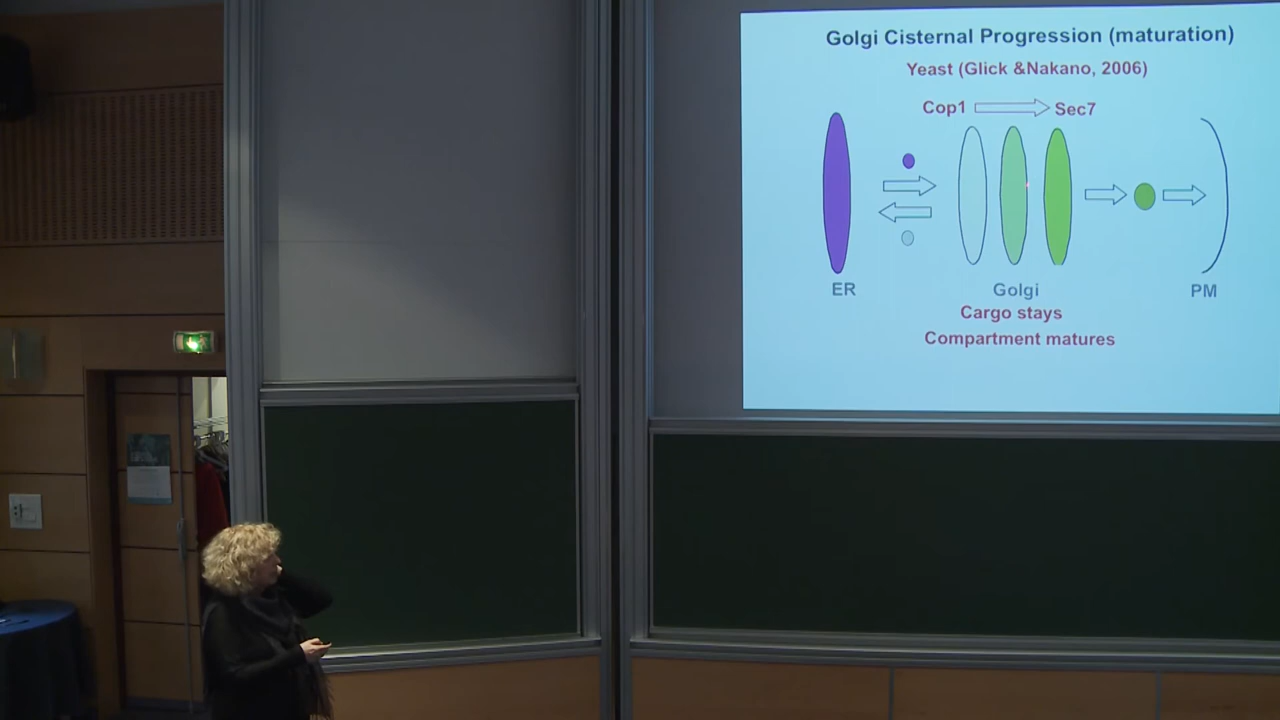 Golgi Cisternal Progression (maturation)
Yeast (Glick &Nakano, 2006)
Cop1 Sec7
ER Golgi PM
Cargo stays
Compartment matures